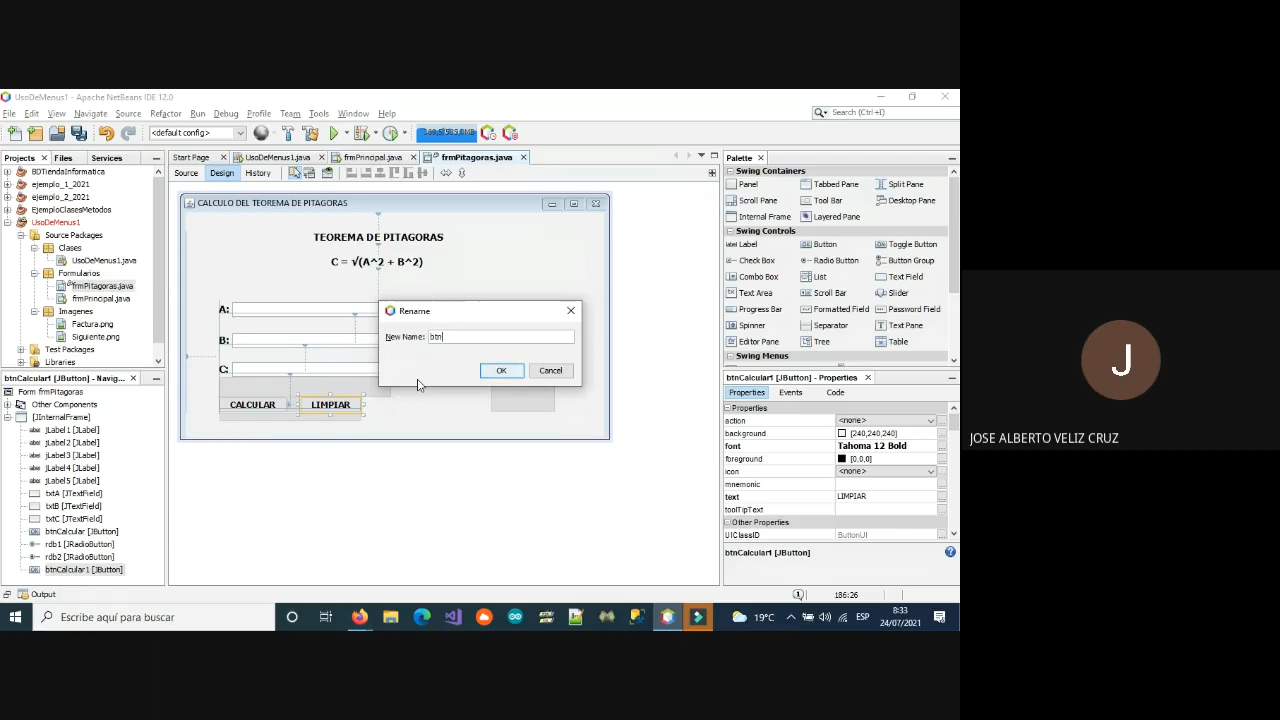 UsoDeMenus1 - Apache NetBeans IDE 12.0
File Edit View Navigate Source Refactor Run Debug Profile Team Tools Window Help
Search (Ctrl+I)
<default config>
Projects Files Services
Start Page UsoDeMenus1.java frmPrincipal.java frmPitagoras.java
Palette
Source Design History
BDTiendaInformatica
ejemplo_1_2021
ejemplo_2_2021
EjemploClasesMetodos
UsoDeMenus1
Source Packages
Clases
UsoDeMenus1.java
Formularios
frmPitagoras.java
frmPrincipal.java
Imagenes
Factura.png
Siguiente.png
Test Packages
Libraries
CALCULO DEL TEOREMA DE PITAGORAS
TEOREMA DE PITAGORAS
C = √(A^2 + B^2)
A:
B:
C:
CALCULAR LIMPIAR
Rename
New Name: btn
OK Cancel
Swing Containers
Panel Tabbed Pane Split Pane
Scroll Pane Tool Bar Desktop Pane
Internal Frame Layered Pane
Swing Controls
Label Button Toggle Button
Check Box Radio Button Button Group
Combo Box List Text Field
Text Area Scroll Bar Slider
Progress Bar Formatted Field Password Field
Spinner Separator Text Pane
Editor Pane Tree Table
Swing Menus
btnCalcular1 [JButton] - Navig...
Form frmPitagoras
Other Components
[JInternalFrame]
jLabel1 [JLabel]
jLabel2 [JLabel]
jLabel3 [JLabel]
jLabel4 [JLabel]
jLabel5 [JLabel]
txtA [JTextField]
txtB [JTextField]
txtC [JTextField]
btnCalcular [JButton]
rdb1 [JRadioButton]
rdb2 [JRadioButton]
btnCalcular1 [JButton]
btnCalcular1 [JButton] - Properties
Properties Events Code
Properties
action <none>
background [240,240,240]
font Tahoma 12 Bold
foreground [0,0,0]
icon <none>
mnemonic
text LIMPIAR
toolTipText
Other Properties
UIClassID ButtonUI
btnCalcular1 [JButton]
Output
186:26
Escribe aquí para buscar
19°C
ESP
8:33
24/07/2021
J
JOSE ALBERTO VELIZ CRUZ